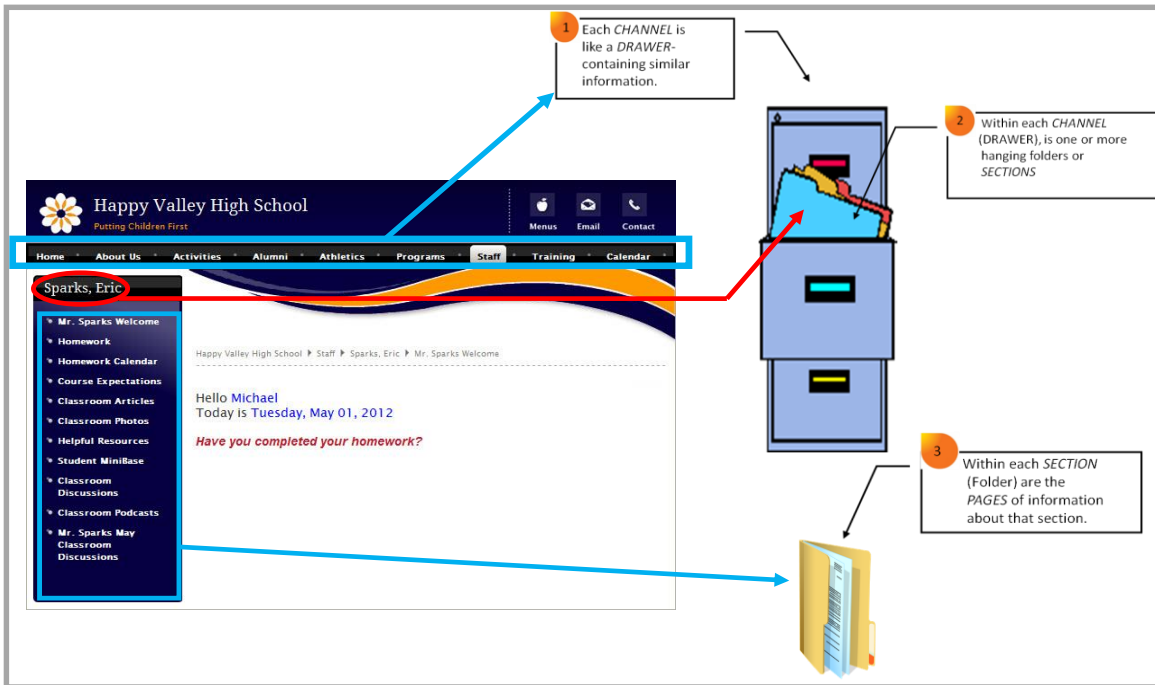 1
Each CHANNEL is
like a DRAWER-
containing similar
information.
2
Within each CHANNEL
(DRAWER), is one or more
hanging folders or
SECTIONS
Happy Valley High School
Putting Children First
Menus Email Contact
Home About Us Activities Alumni Athletics Programs Staff Training Calendar
Sparks, Eric
Mr. Sparks Welcome
Homework
Homework Calendar
Course Expectations
Classroom Articles
Classroom Photos
Helpful Resources
Student MiniBase
Classroom
Discussions
Classroom Podcasts
Mr. Sparks May
Classroom
Discussions
Happy Valley High School Staff Sparks, Eric Mr. Sparks Welcome
Hello Michael
Today is Tuesday, May 01, 2012
Have you completed your homework?
3
Within each SECTION
(Folder) are the
PAGES of information
about that section.